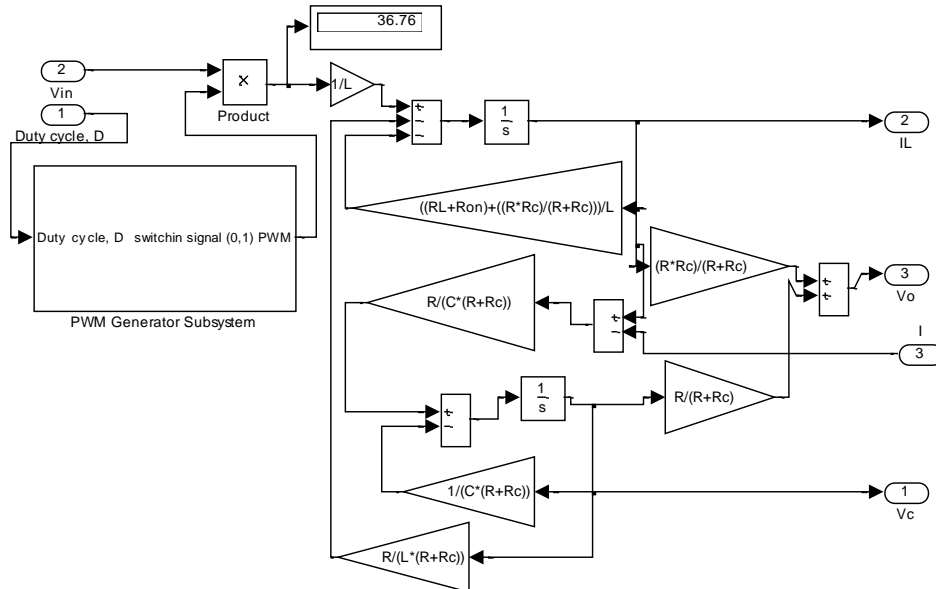 36.76
2
Vin
1
Duty cycle, D
×
Product
1/L
+
−
−
1
s
2
IL
Duty cycle, D switchin signal (0,1) PWM
PWM Generator Subsystem
((RL+Ron)+((R*Rc)/(R+Rc)))/L
(R*Rc)/(R+Rc)
+
+
3
Vo
R/(C*(R+Rc))
+
−
I
3
+
−
1
s
R/(R+Rc)
1/(C*(R+Rc))
1
Vc
R/(L*(R+Rc))